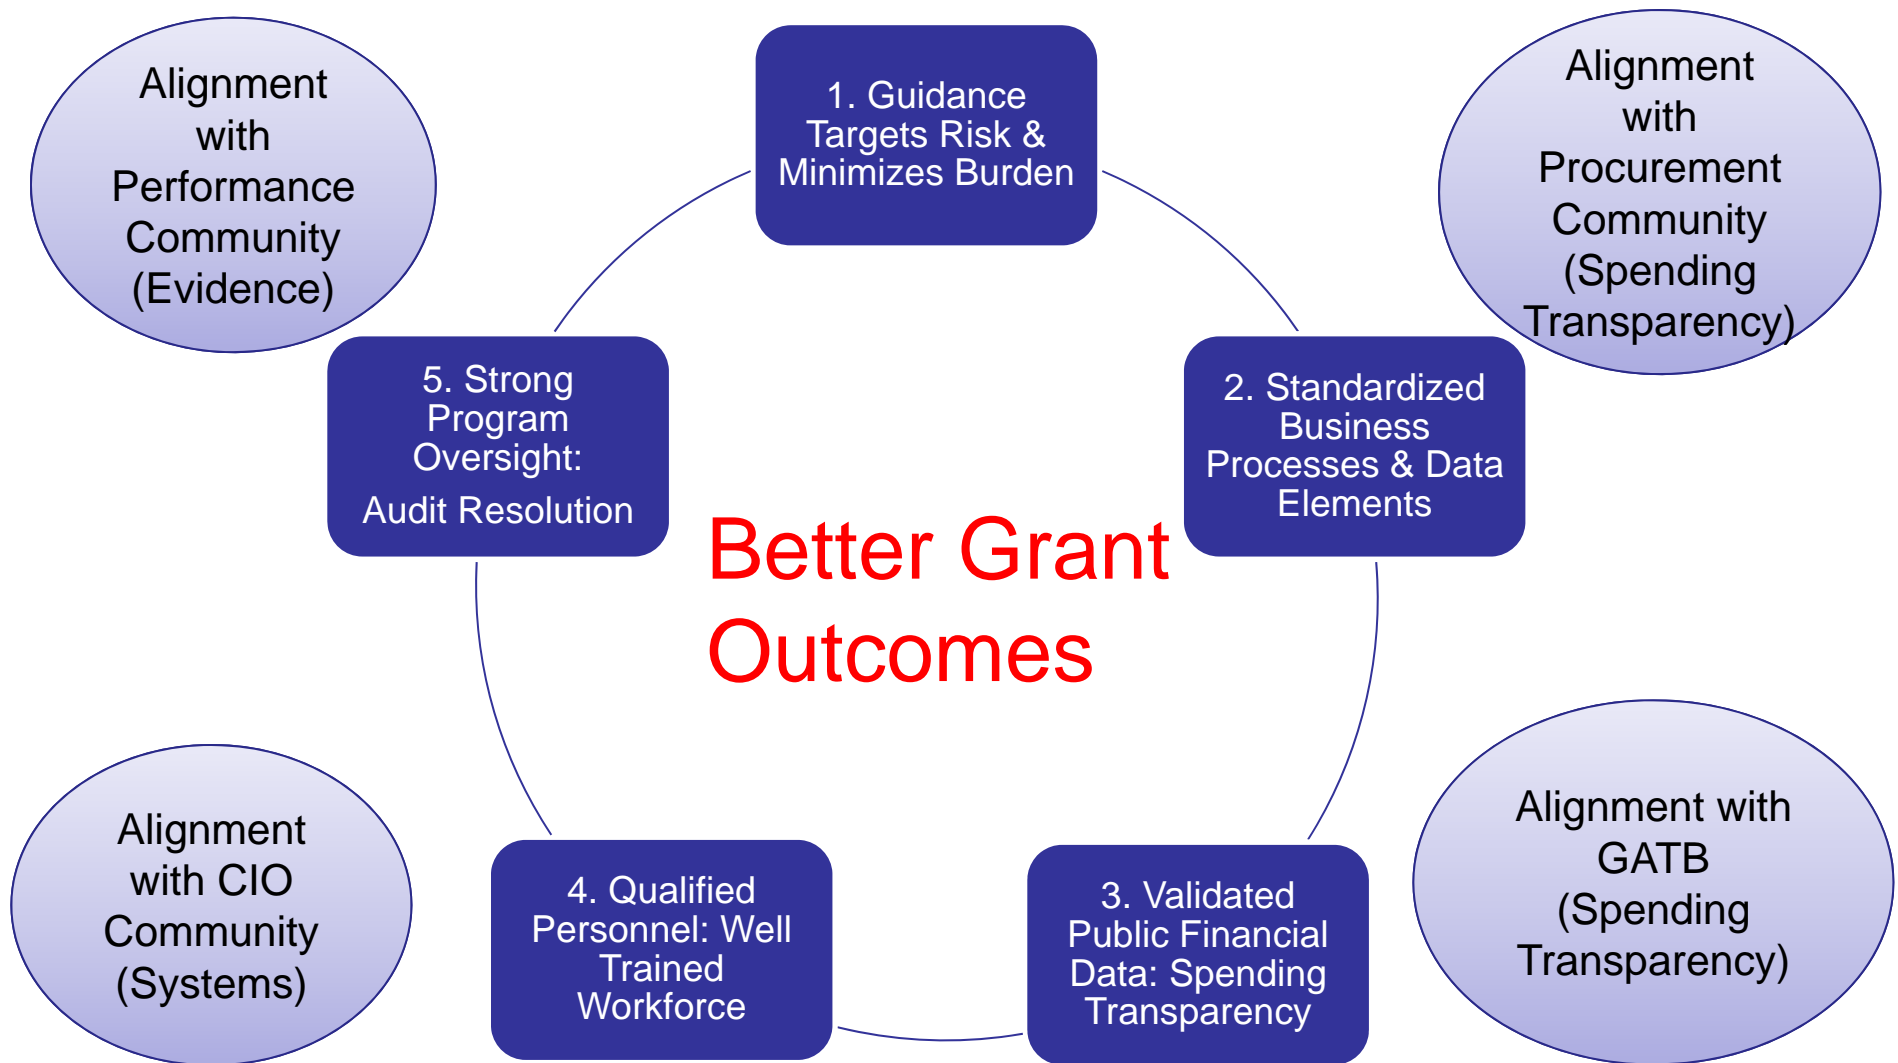 Alignment
with
Performance
Community
(Evidence)
1. Guidance
Targets Risk &
Minimizes Burden
Alignment
with
Procurement
Community
(Spending
Transparency)
5. Strong
Program
Oversight:
Audit Resolution
2. Standardized
Business
Processes & Data
Elements
Better Grant
Outcomes
Alignment
with CIO
Community
(Systems)
4. Qualified
Personnel: Well
Trained
Workforce
3. Validated
Public Financial
Data: Spending
Transparency
Alignment with
GATB
(Spending
Transparency)